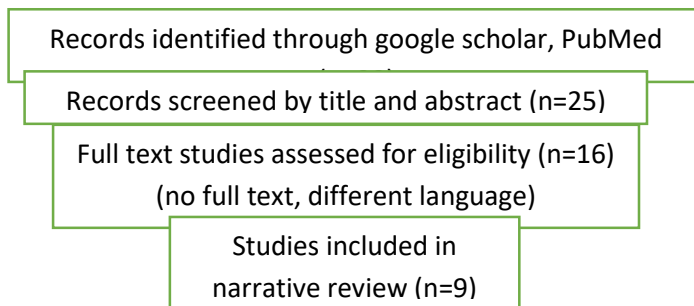 Records identified through google scholar, PubMed
Records screened by title and abstract (n=25)
Full text studies assessed for eligibility (n=16)
(no full text, different language)
Studies included in
narrative review (n=9)